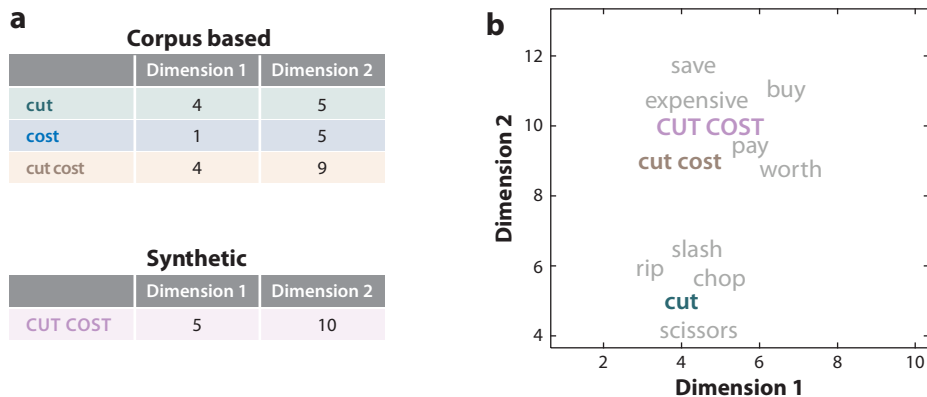 a
Corpus based
Dimension 1 Dimension 2
cut 4 5
cost 1 5
cut cost 4 9
Synthetic
Dimension 1 Dimension 2
CUT COST 5 10
b
Dimension 2
12
10
8
6
4
save
buy
expensive
CUT COST
pay
cut cost
worth
slash
rip
chop
cut
scissors
2 4 6 8 10
Dimension 1